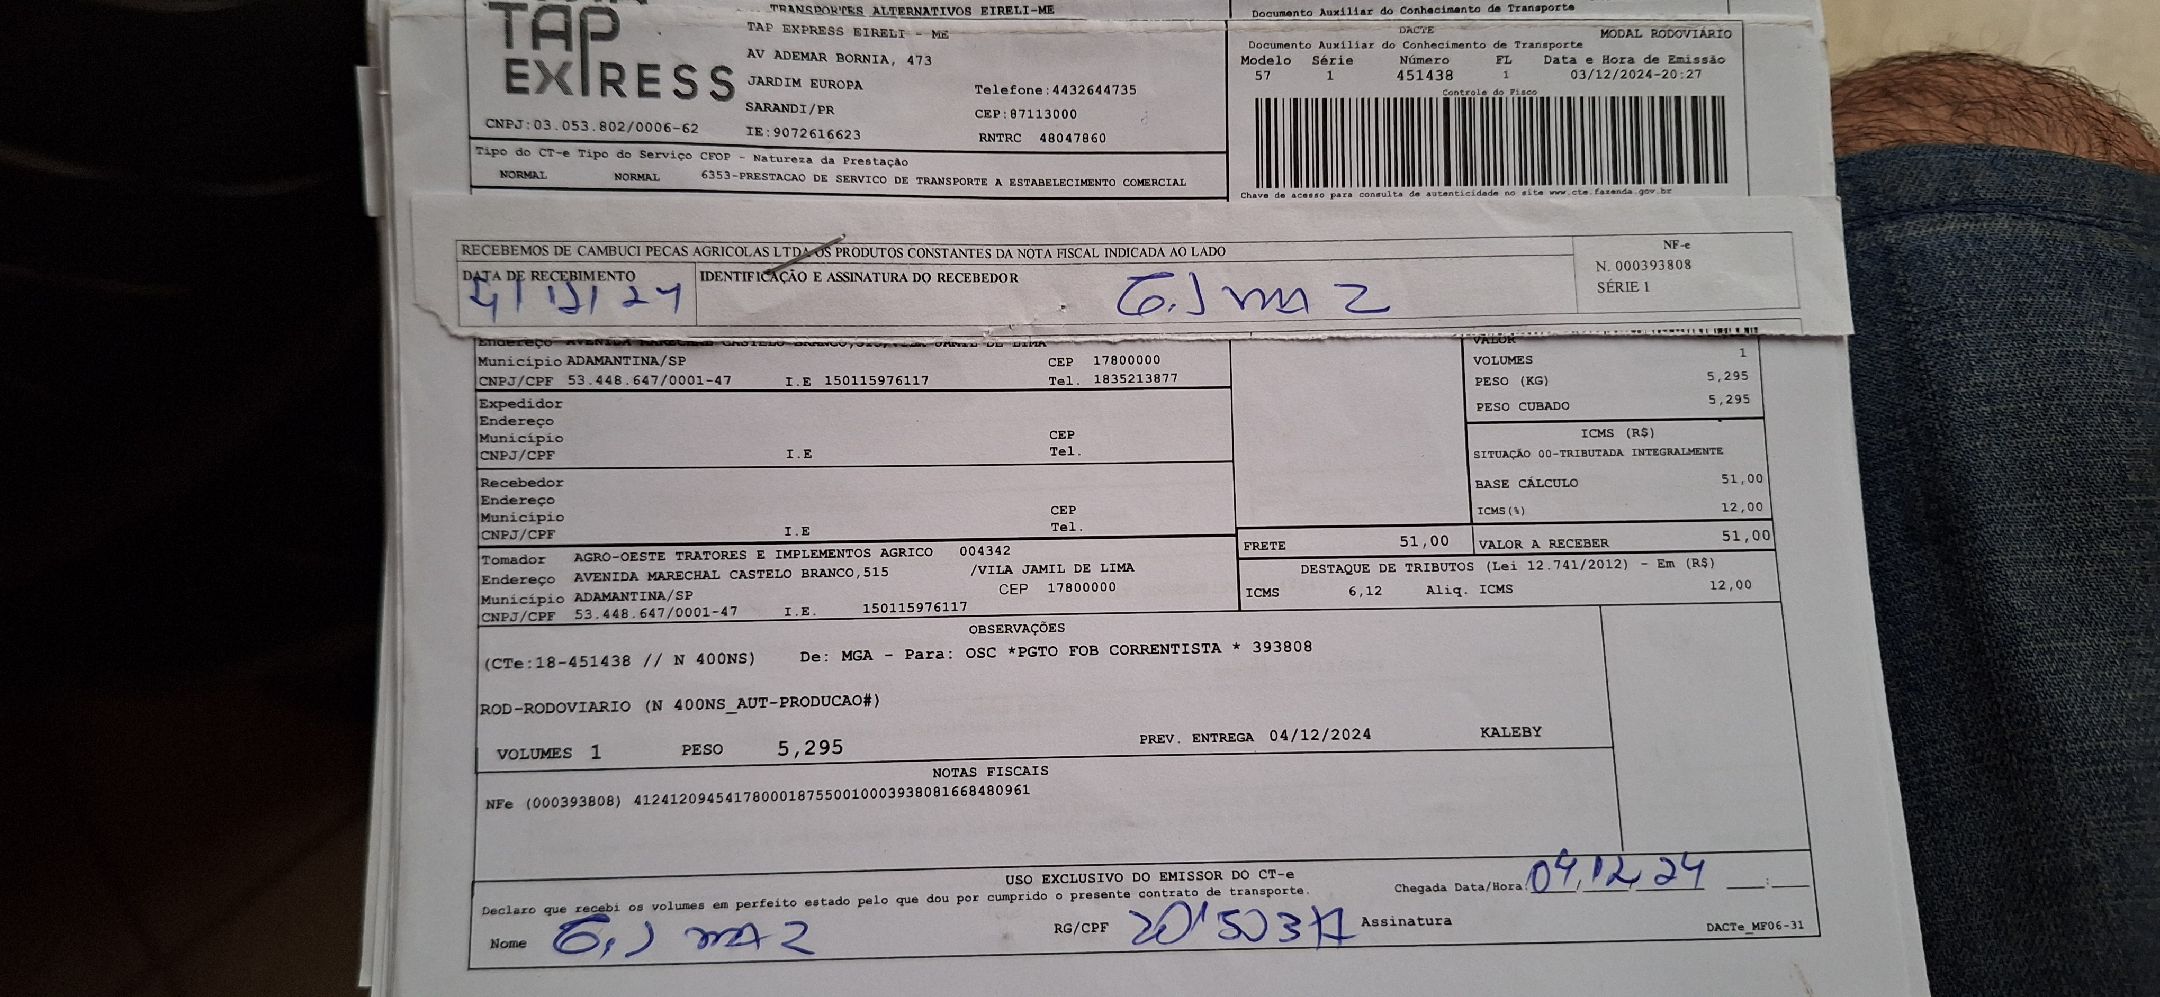 TRANSPORTES ALTERNATIVOS EIRELI-ME
Documento Auxiliar do Conhecimento de Transporte
TAP EXPRESS
TAP EXPRESS EIRELI - ME
AV ADEMAR BORNIA, 473
JARDIM EUROPA
SARANDI/PR
IE:9072616623
Telefone:4432644735
CEP:87113000
RNTRC 48047860
CNPJ:03.053.802/0006-62
DACTE MODAL RODOVIÁRIO
Documento Auxiliar do Conhecimento de Transporte
Modelo Série Número FL Data e Hora de Emissão
57 1 451438 1 03/12/2024-20:27
Controle do Fisco
Chave de acesso para consulta de autenticidade no site www.cte.fazenda.gov.br
Tipo do CT-e Tipo do Serviço CFOP - Natureza da Prestação
NORMAL NORMAL 6353-PRESTACAO DE SERVICO DE TRANSPORTE A ESTABELECIMENTO COMERCIAL
RECEBEMOS DE CAMBUCI PECAS AGRICOLAS LTDA OS PRODUTOS CONSTANTES DA NOTA FISCAL INDICADA AO LADO
NF-e
N. 000393808
SÉRIE 1
DATA DE RECEBIMENTO IDENTIFICAÇÃO E ASSINATURA DO RECEBEDOR
Endereço AVENIDA MARECHAL CASTELO BRANCO,515,VILA JAMIL DE LIMA
Município ADAMANTINA/SP CEP 17800000
CNPJ/CPF 53.448.647/0001-47 I.E 150115976117 Tel. 1835213877
Expedidor
Endereço
Município CEP
CNPJ/CPF I.E Tel.
Recebedor
Endereço
Município CEP
CNPJ/CPF I.E Tel.
Tomador AGRO-OESTE TRATORES E IMPLEMENTOS AGRICO 004342
Endereço AVENIDA MARECHAL CASTELO BRANCO,515 /VILA JAMIL DE LIMA
Município ADAMANTINA/SP CEP 17800000
CNPJ/CPF 53.448.647/0001-47 I.E. 150115976117
VALOR
VOLUMES 1
PESO (KG) 5,295
PESO CUBADO 5,295
ICMS (R$)
SITUAÇÃO 00-TRIBUTADA INTEGRALMENTE
BASE CÁLCULO 51,00
ICMS(%) 12,00
FRETE 51,00 VALOR A RECEBER 51,00
DESTAQUE DE TRIBUTOS (Lei 12.741/2012) - Em (R$)
ICMS 6,12 Aliq. ICMS 12,00
OBSERVAÇÕES
(CTe:18-451438 // N 400NS) De: MGA - Para: OSC *PGTO FOB CORRENTISTA * 393808
ROD-RODOVIARIO (N 400NS_AUT-PRODUCAO#)
VOLUMES 1 PESO 5,295 PREV. ENTREGA 04/12/2024 KALEBY
NOTAS FISCAIS
NFe (000393808) 41241209454178000187550010003938081668480961
USO EXCLUSIVO DO EMISSOR DO CT-e
Declaro que recebi os volumes em perfeito estado pelo que dou por cumprido o presente contrato de transporte.
Chegada Data/Hora 04,12,24 __:__
Nome RG/CPF Assinatura
DACTe_MF06-31